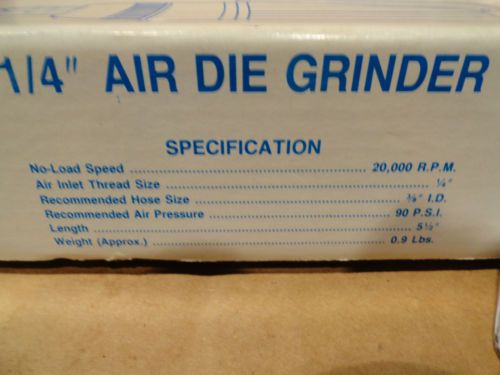 1/4" AIR DIE GRINDER
SPECIFICATION
No-Load Speed ........ 20,000 R.P.M.
Air Inlet Thread Size ........ ¼"
Recommended Hose Size ........ ⅜" I.D.
Recommended Air Pressure ........ 90 P.S.I.
Length ........ 5½"
Weight (Approx.) ........ 0.9 Lbs.